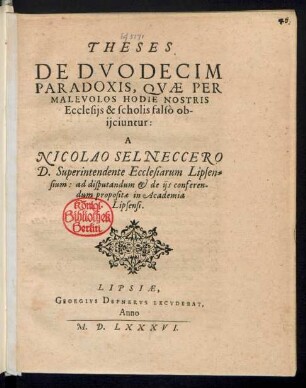 THESES
DE DVODECIM
PARADOXIS, QVÆ PER
MALEVOLOS HODIE NOSTRIS
Ecclesijs & scholis falsò ob-
ijciuntur:
A
NICOLAO SELNECCERO
D. Superintendente Ecclesiarum Lipsen-
sium: ad disputandum & de ijs conferen-
dum propositæ in Academia
Lipsensi.
Königl.
Bibliothek
Berlin.
LIPSIÆ,
GEORGIVS DEFNERVS EXCVDEBAT,
Anno
M. D. LXXXVI.